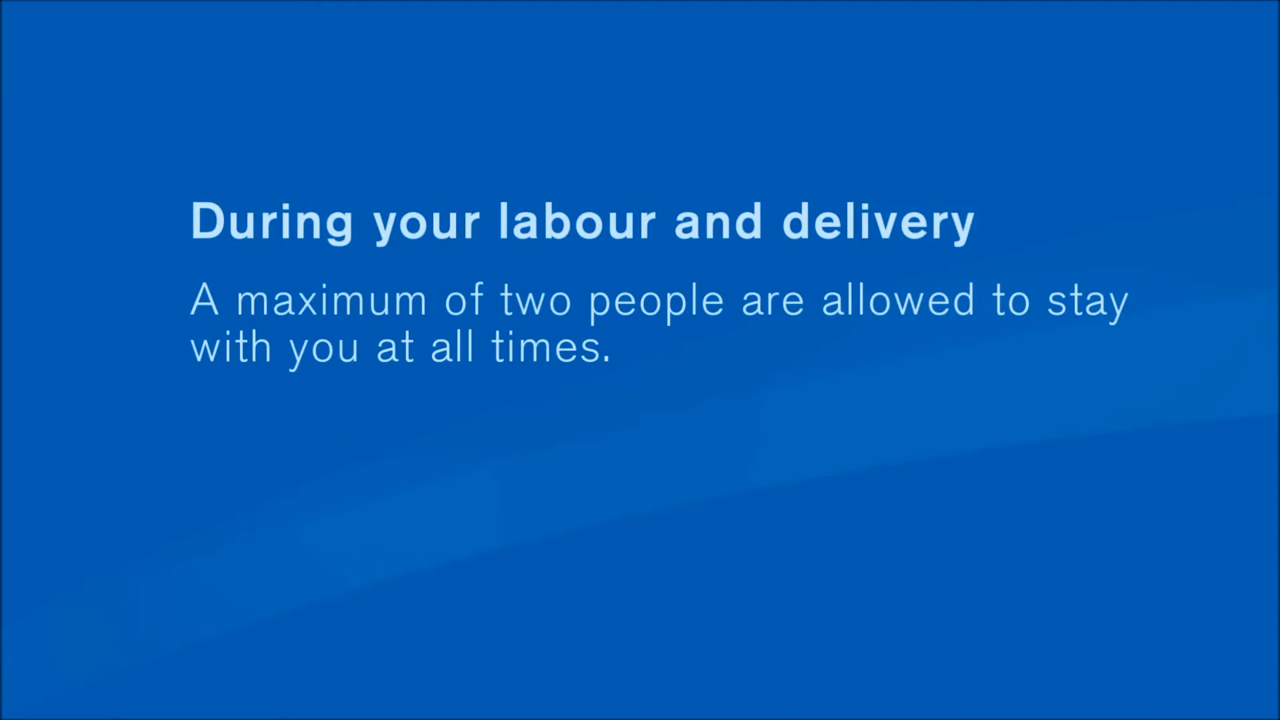 During your labour and delivery
A maximum of two people are allowed to stay
with you at all times.